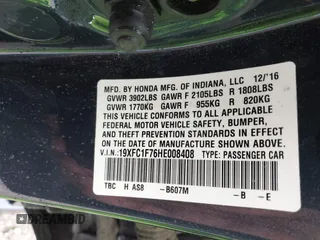 MFD. BY HONDA MFG. OF INDIANA, LLC 12/'16
GVWR 3902LBS GAWR F 2105LBS R 1808LBS
GVWR 1770KG GAWR F 955KG R 820KG
THIS VEHICLE CONFORMS TO ALL APPLICABLE
FEDERAL MOTOR VEHICLE SAFETY, BUMPER, AND
THEFT PREVENTION STANDARDS IN EFFECT ON
THE DATE OF MANUFACTURE SHOWN ABOVE.
V.I.N. 19XFC1F76HE008408 TYPE: PASSENGER CAR
TBC H AS8 -B607M -B -E
DREAMBID